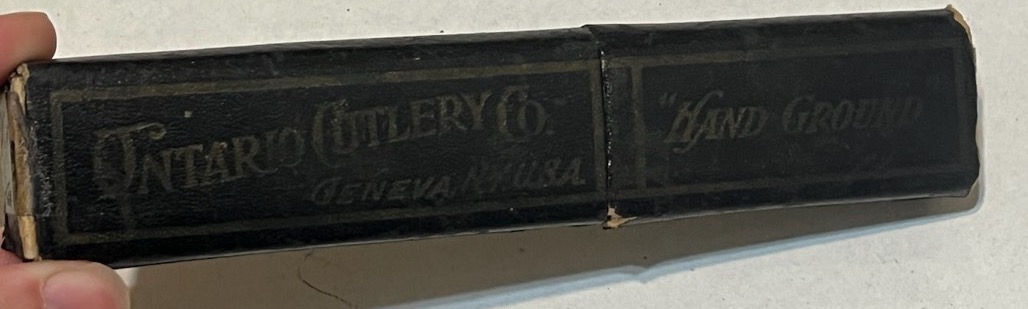 Ontario Cutlery Co.
Geneva, N.Y. U.S.A.
"Hand Ground